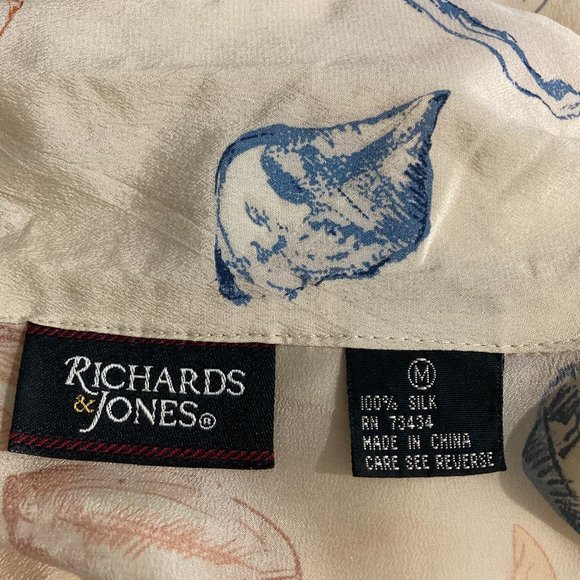 RICHARDS
& JONES®
M
100% SILK
RN 73434
MADE IN CHINA
CARE SEE REVERSE